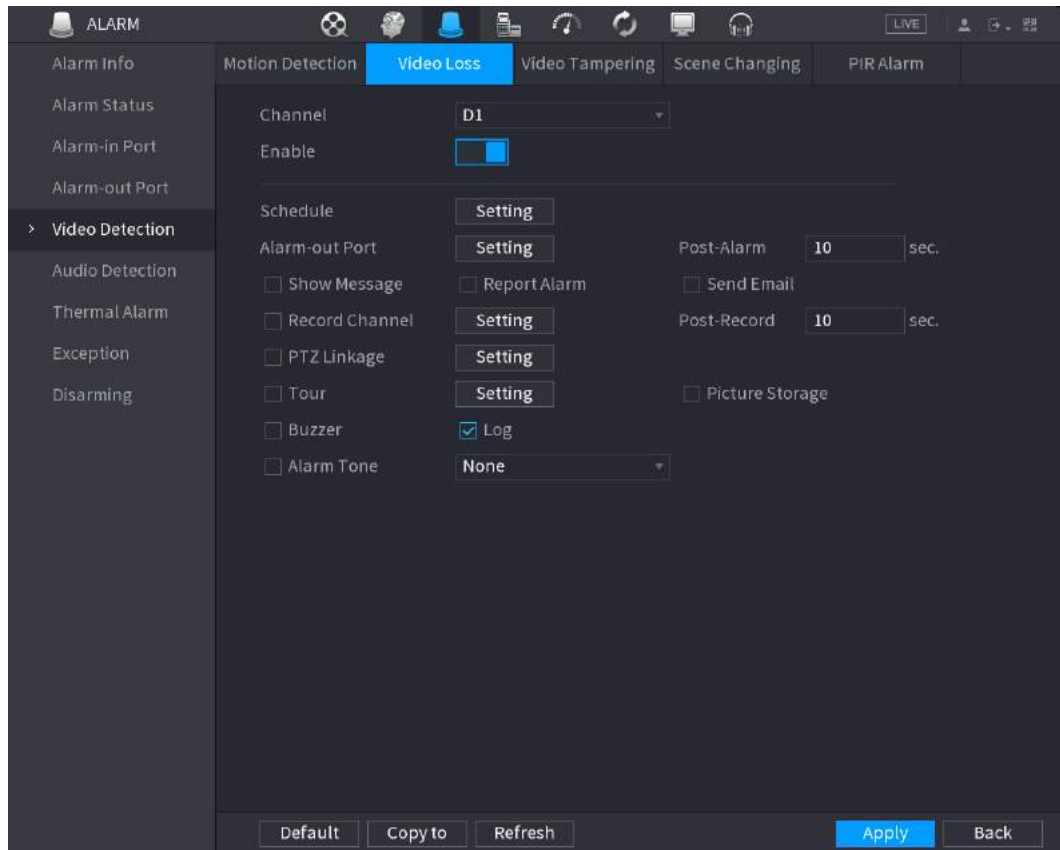 ALARM LIVE
Alarm Info
Alarm Status
Alarm-in Port
Alarm-out Port
Video Detection
Audio Detection
Thermal Alarm
Exception
Disarming
Motion Detection Video Loss Video Tampering Scene Changing PIR Alarm
Channel D1
Enable
Schedule Setting
Alarm-out Port Setting Post-Alarm 10 sec.
Show Message Report Alarm Send Email
Record Channel Setting Post-Record 10 sec.
PTZ Linkage Setting
Tour Setting Picture Storage
Buzzer Log
Alarm Tone None
Default Copy to Refresh Apply Back